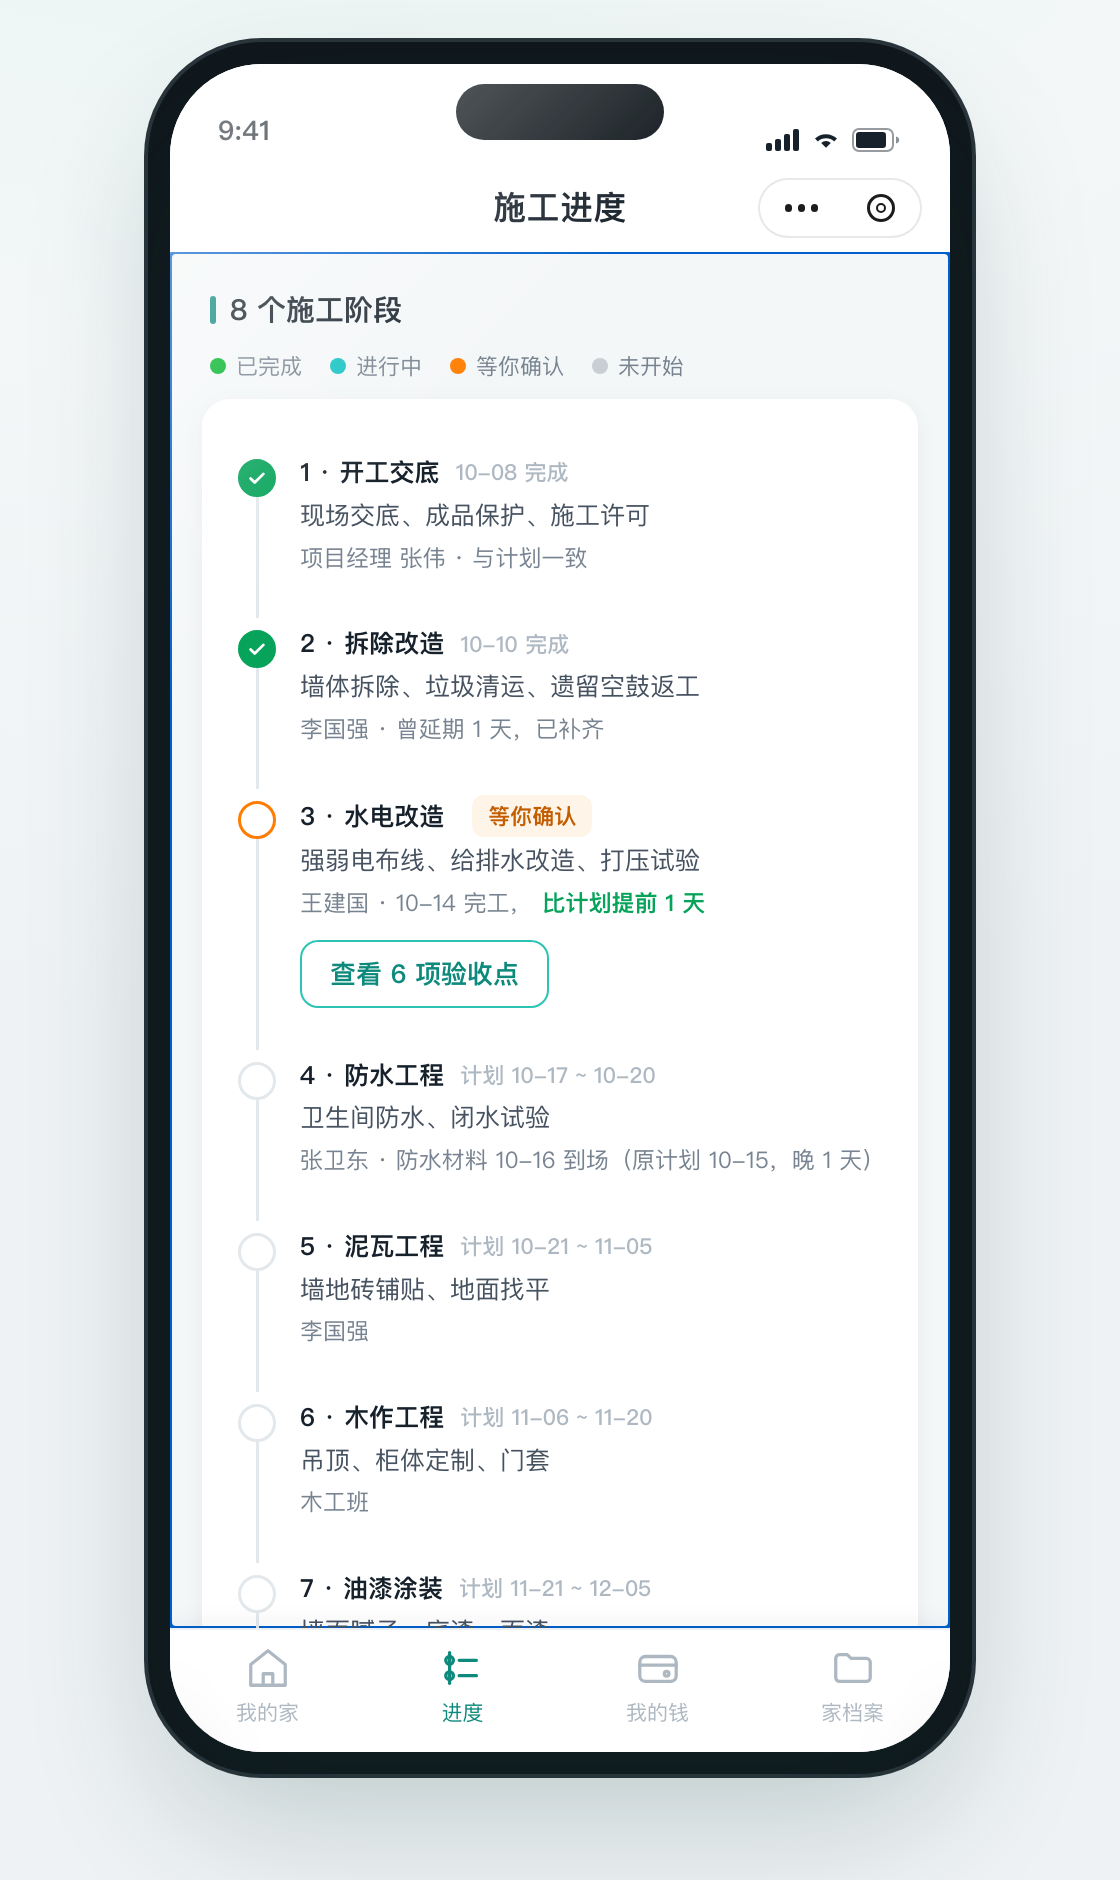 9:41
施工进度
8 个施工阶段
已完成 进行中 等你确认 未开始
1 · 开工交底 10-08 完成
现场交底、成品保护、施工许可
项目经理 张伟 · 与计划一致
2 · 拆除改造 10-10 完成
墙体拆除、垃圾清运、遗留空鼓返工
李国强 · 曾延期 1 天，已补齐
3 · 水电改造 等你确认
强弱电布线、给排水改造、打压试验
王建国 · 10-14 完工， 比计划提前 1 天
查看 6 项验收点
4 · 防水工程 计划 10-17 ~ 10-20
卫生间防水、闭水试验
张卫东 · 防水材料 10-16 到场（原计划 10-15，晚 1 天）
5 · 泥瓦工程 计划 10-21 ~ 11-05
墙地砖铺贴、地面找平
李国强
6 · 木作工程 计划 11-06 ~ 11-20
吊顶、柜体定制、门套
木工班
7 · 油漆涂装 计划 11-21 ~ 12-05
我的家 进度 我的钱 家档案